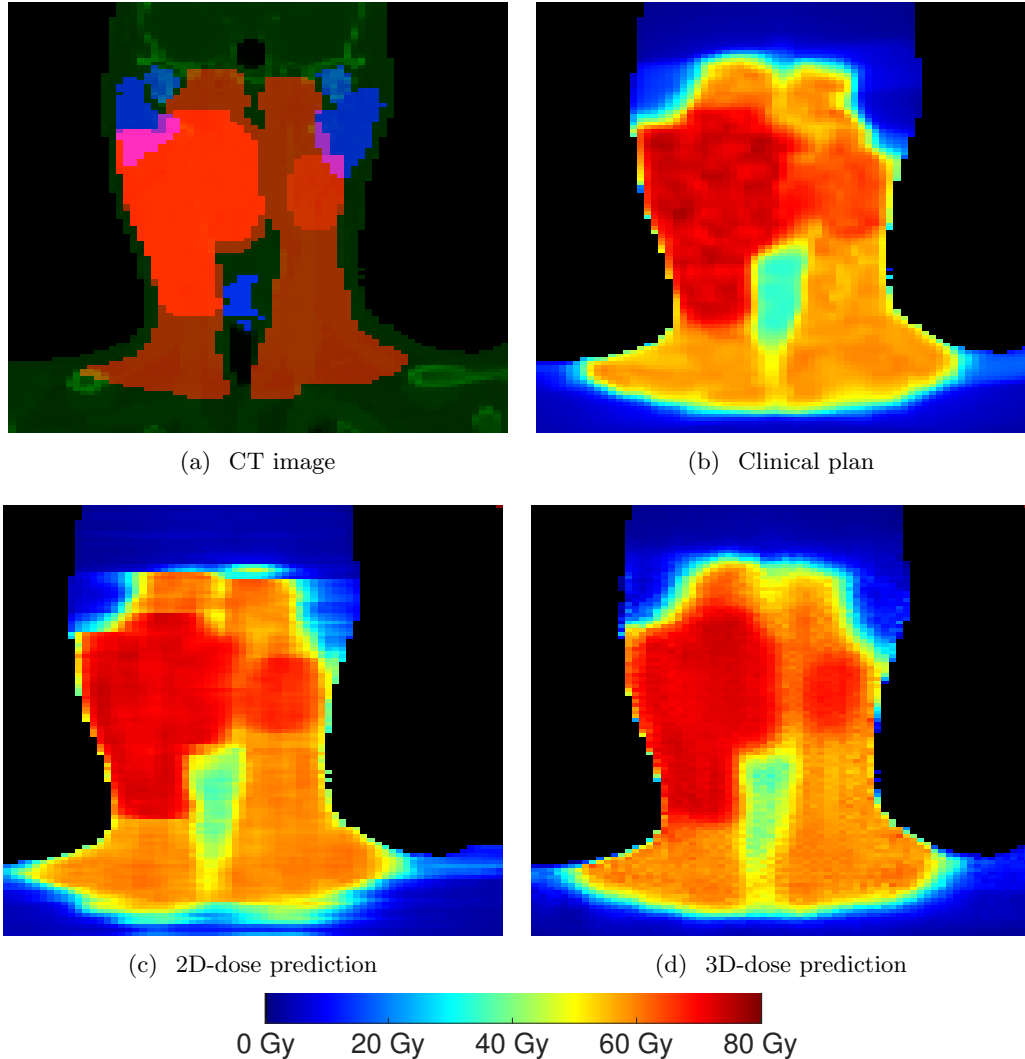 (a) CT image
(b) Clinical plan
(c) 2D-dose prediction
(d) 3D-dose prediction
0 Gy 20 Gy 40 Gy 60 Gy 80 Gy